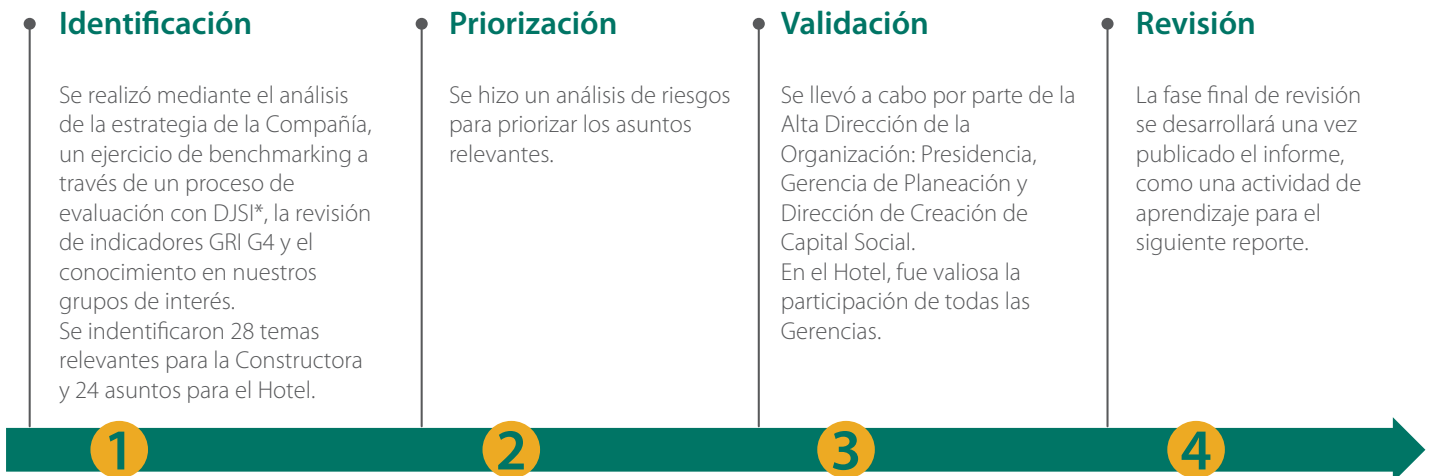 Identificación
Se realizó mediante el análisis
de la estrategia de la Compañía,
un ejercicio de benchmarking a
través de un proceso de
evaluación con DJSI*, la revisión
de indicadores GRI G4 y el
conocimiento en nuestros
grupos de interés.
Se indentificaron 28 temas
relevantes para la Constructora
y 24 asuntos para el Hotel.
1
Priorización
Se hizo un análisis de riesgos
para priorizar los asuntos
relevantes.
2
Validación
Se llevó a cabo por parte de la
Alta Dirección de la
Organización: Presidencia,
Gerencia de Planeación y
Dirección de Creación de
Capital Social.
En el Hotel, fue valiosa la
participación de todas las
Gerencias.
3
Revisión
La fase final de revisión
se desarrollará una vez
publicado el informe,
como una actividad de
aprendizaje para el
siguiente reporte.
4